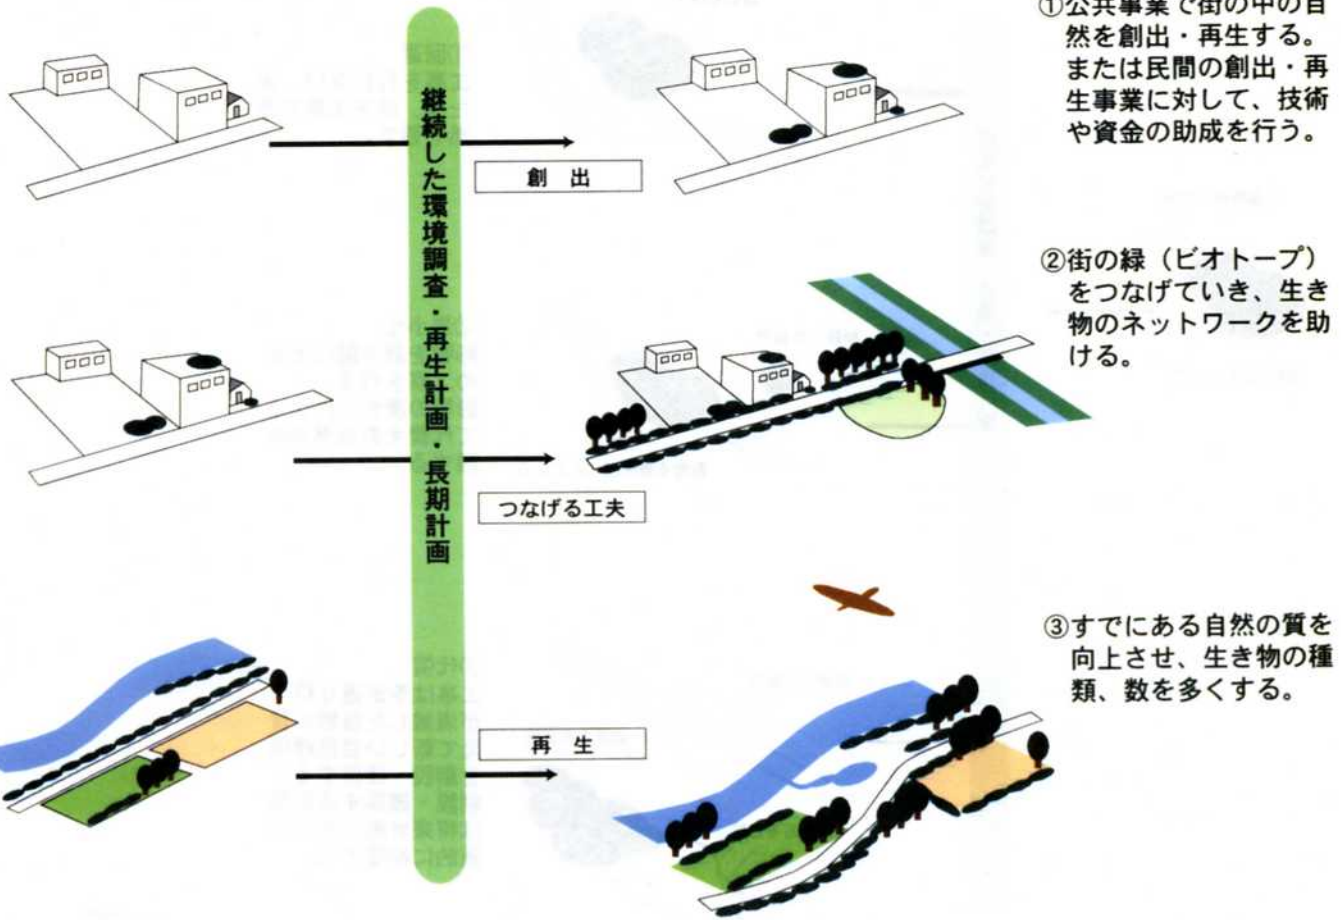 ①公共事業で街の中の自
然を創出・再生する。
または民間の創出・再
生事業に対して、技術
や資金の助成を行う。
継続した環境調査・再生計画・長期計画
創 出
②街の緑（ビオトープ）
をつなげていき、生き
物のネットワークを助
ける。
つなげる工夫
③すでにある自然の質を
向上させ、生き物の種
類、数を多くする。
再 生